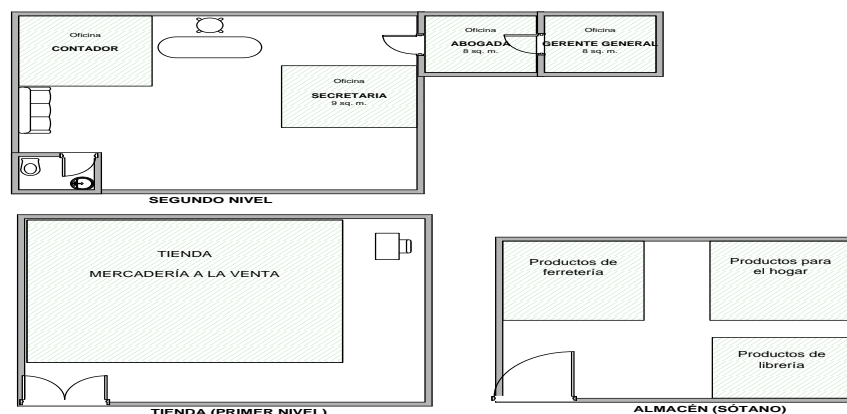 Oficina
CONTADOR
Oficina
ABOGADA
8 sq. m.
Oficina
GERENTE GENERAL
8 sq. m.
Oficina
SECRETARIA
9 sq. m.
SEGUNDO NIVEL
TIENDA
MERCADERÍA A LA VENTA
TIENDA (PRIMER NIVEL)
Productos de
ferretería
Productos para
el hogar
Productos de
librería
ALMACÉN (SÓTANO)